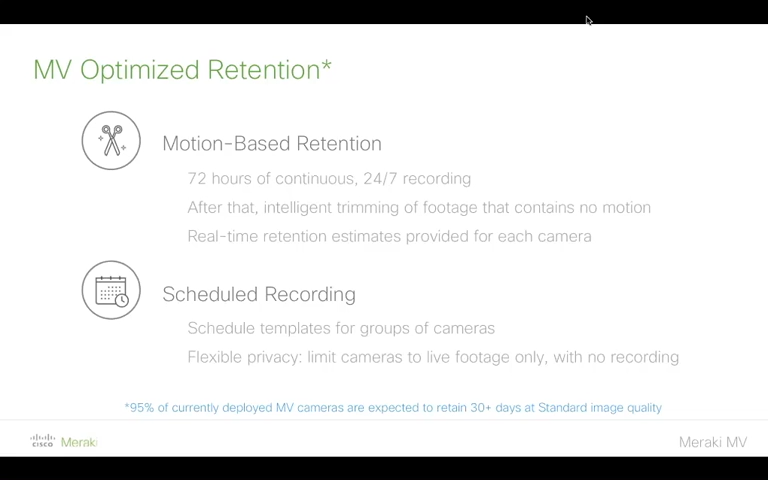 MV Optimized Retention*
Motion-Based Retention
72 hours of continuous, 24/7 recording
After that, intelligent trimming of footage that contains no motion
Real-time retention estimates provided for each camera
Scheduled Recording
Schedule templates for groups of cameras
Flexible privacy: limit cameras to live footage only, with no recording
*95% of currently deployed MV cameras are expected to retain 30+ days at Standard image quality
CISCO Meraki
Meraki MV